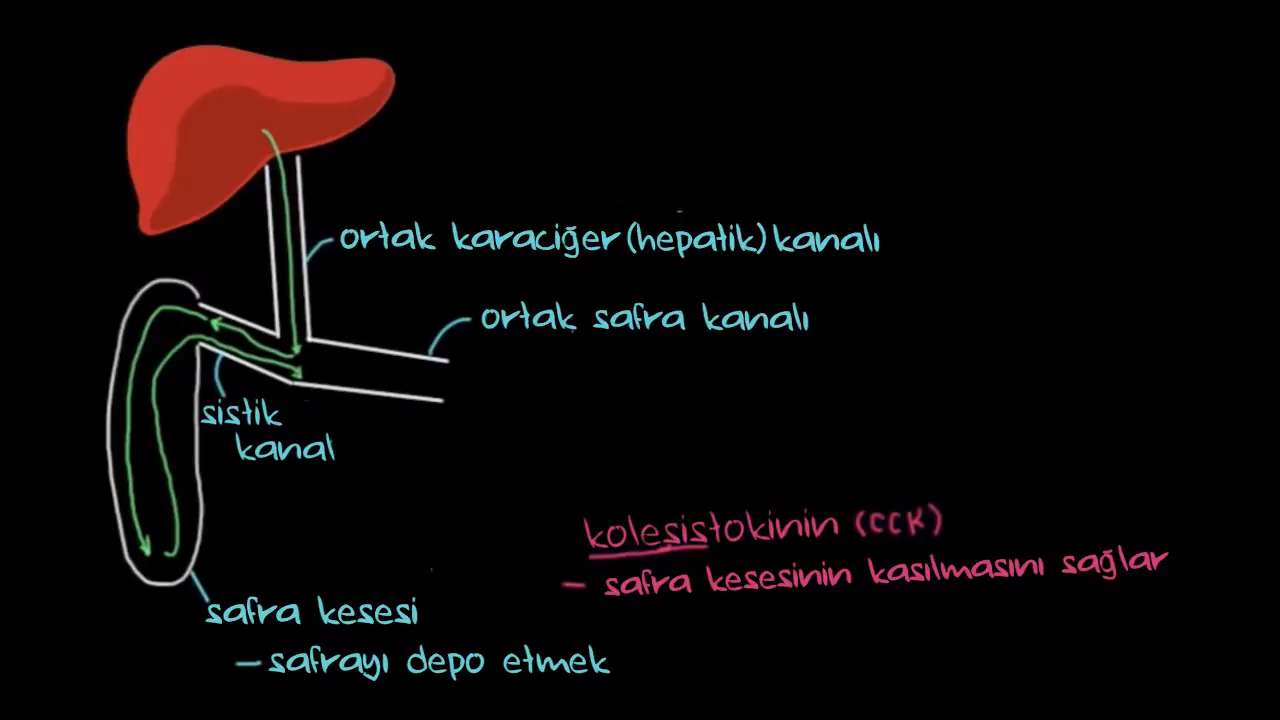 ortak karaciğer (hepatik) kanalı
ortak safra kanalı
sistik
kanal
kolesistokinin (CCK)
- safra kesesinin kasılmasını sağlar
safra kesesi
- safrayı depo etmek